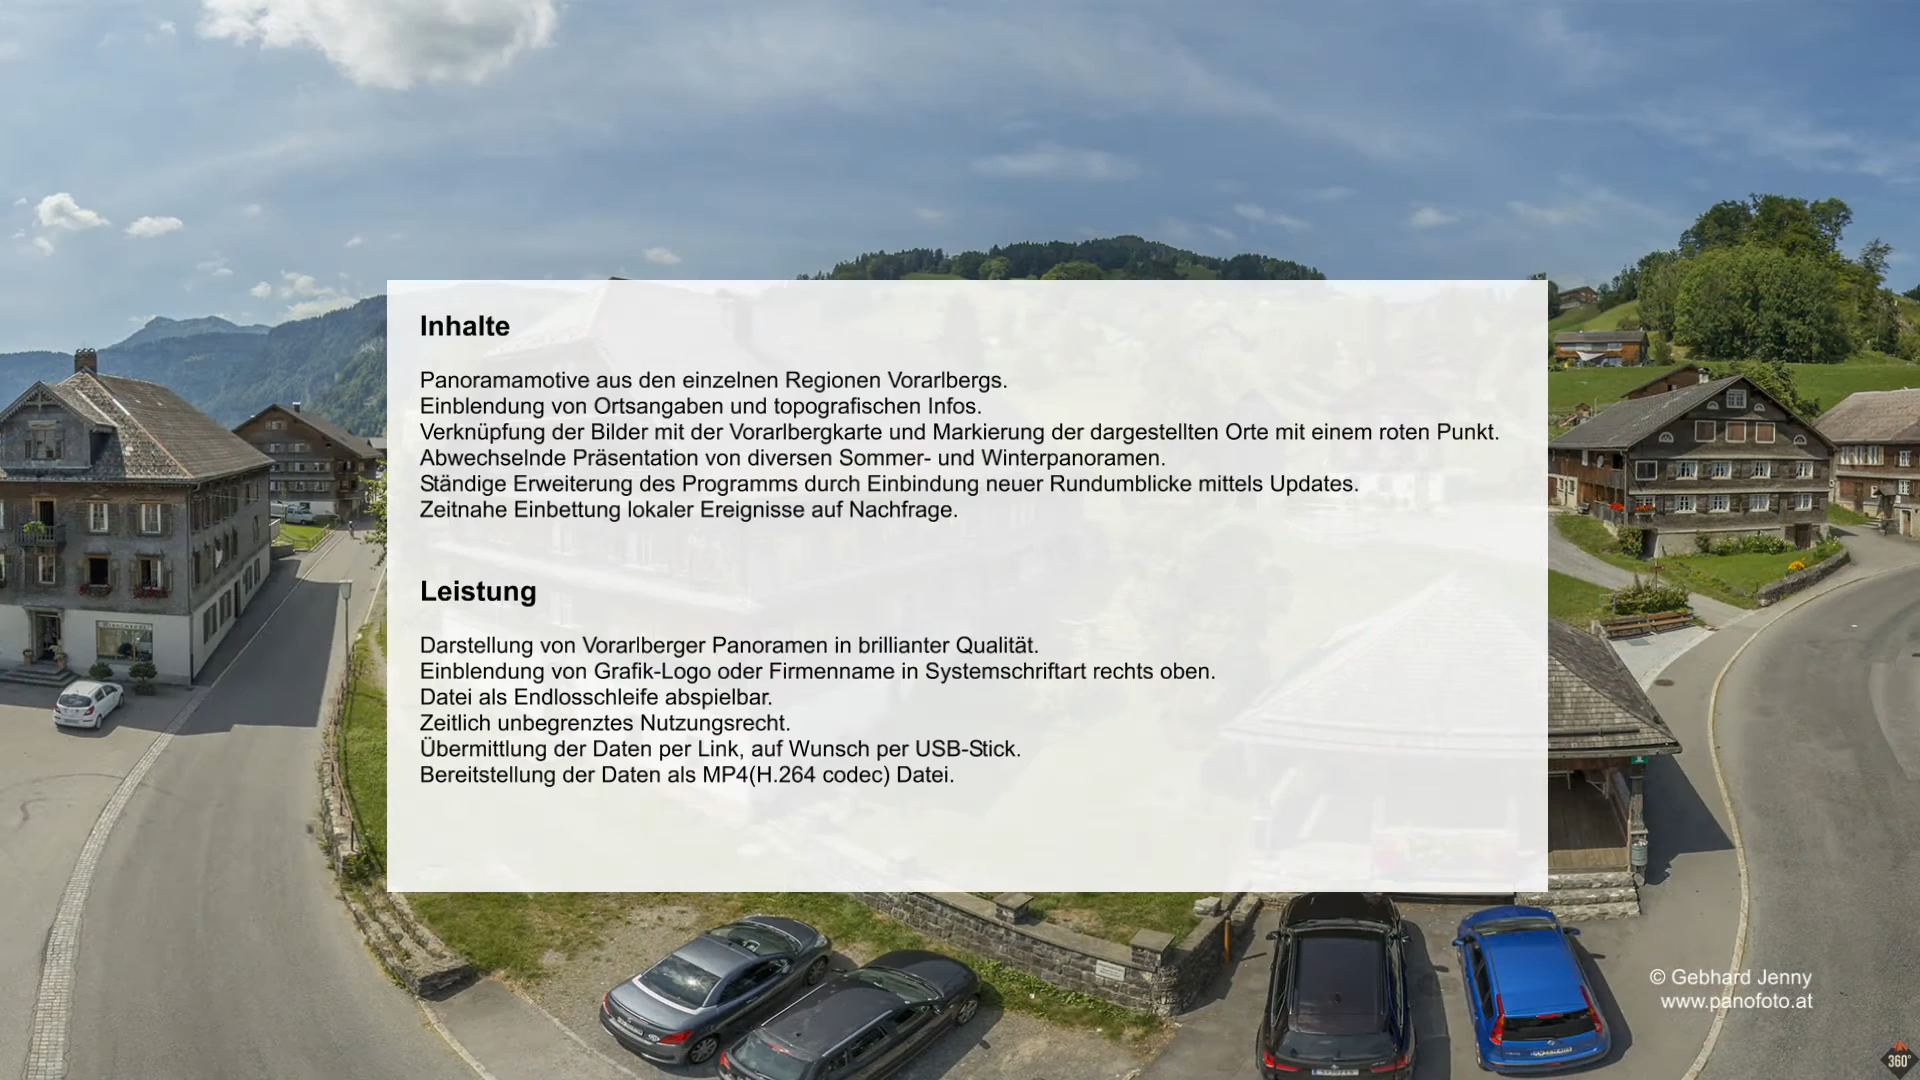 Inhalte
Panoramamotive aus den einzelnen Regionen Vorarlbergs.
Einblendung von Ortsangaben und topografischen Infos.
Verknüpfung der Bilder mit der Vorarlbergkarte und Markierung der dargestellten Orte mit einem roten Punkt.
Abwechselnde Präsentation von diversen Sommer- und Winterpanoramen.
Ständige Erweiterung des Programms durch Einbindung neuer Rundumblicke mittels Updates.
Zeitnahe Einbettung lokaler Ereignisse auf Nachfrage.
Leistung
Darstellung von Vorarlberger Panoramen in brillianter Qualität.
Einblendung von Grafik-Logo oder Firmenname in Systemschriftart rechts oben.
Datei als Endlosschleife abspielbar.
Zeitlich unbegrenztes Nutzungsrecht.
Übermittlung der Daten per Link, auf Wunsch per USB-Stick.
Bereitstellung der Daten als MP4(H.264 codec) Datei.
© Gebhard Jenny
www.panofoto.at
360°